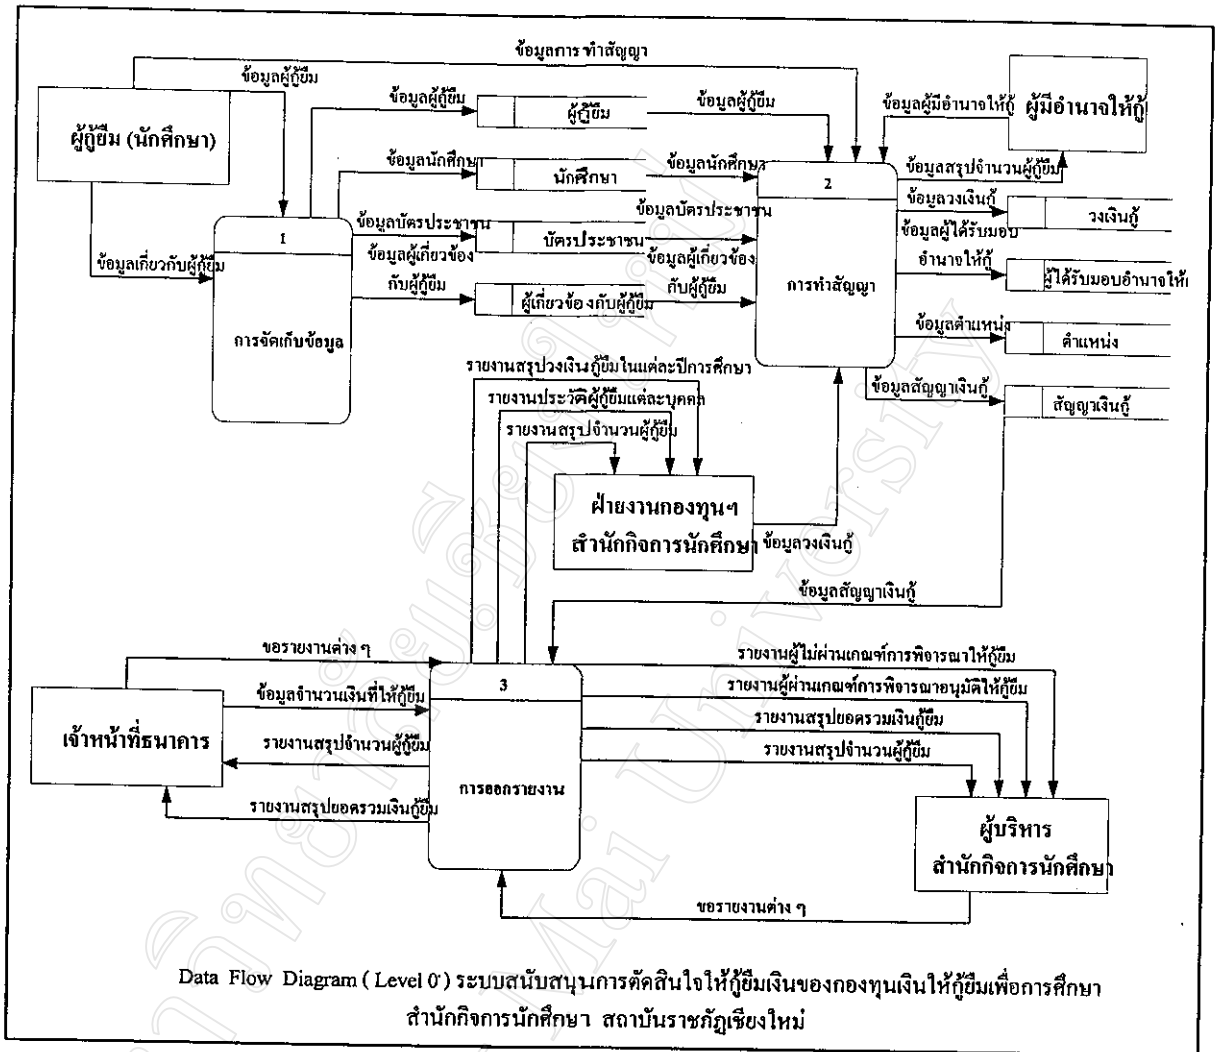 ข้อมูลการ ทำสัญญา
ข้อมูลผู้กู้ยืม
ผู้กู้ยืม (นักศึกษา)
ข้อมูลผู้กู้ยืม
ผู้กู้ยืม
ข้อมูลผู้กู้ยืม
ข้อมูลผู้มีอำนาจให้กู้
ผู้มีอำนาจให้กู้
ข้อมูลนักศึกษา
นักศึกษา
ข้อมูลนักศึกษา
2
ข้อมูลสรุปจำนวนผู้กู้ยืม
ข้อมูลวงเงินกู้
วงเงินกู้
1
ข้อมูลบัตรประชาชน
บัตรประชาชน
ข้อมูลบัตรประชาชน
ข้อมูลผู้ได้รับมอบ
อำนาจให้กู้
ผู้ได้รับมอบอำนาจให้
ข้อมูลเกี่ยวกับผู้กู้ยืม
ข้อมูลผู้เกี่ยวข้อง
กับผู้กู้ยืม
ผู้เกี่ยวข้องกับผู้กู้ยืม
ข้อมูลผู้เกี่ยวข้อง
กับผู้กู้ยืม
การทำสัญญา
การจัดเก็บข้อมูล
ข้อมูลตำแหน่ง
ตำแหน่ง
รายงานสรุปวงเงินกู้ยืมในแต่ละปีการศึกษา
รายงานประวัติผู้กู้ยืมแต่ละบุคคล
รายงานสรุปจำนวนผู้กู้ยืม
ข้อมูลสัญญาเงินกู้
สัญญาเงินกู้
ฝ่ายงานกองทุนฯ
สำนักกิจการนักศึกษา
ข้อมูลวงเงินกู้
ข้อมูลสัญญาเงินกู้
ขอรายงานต่าง ๆ
3
รายงานผู้ไม่ผ่านเกณฑ์การพิจารณาให้กู้ยืม
ข้อมูลจำนวนเงินที่ให้กู้ยืม
รายงานผู้ผ่านเกณฑ์การพิจารณาอนุมัติให้กู้ยืม
เจ้าหน้าที่ธนาคาร
รายงานสรุปยอดรวมเงินกู้ยืม
รายงานสรุปจำนวนผู้กู้ยืม
รายงานสรุปจำนวนผู้กู้ยืม
การออกรายงาน
รายงานสรุปยอดรวมเงินกู้ยืม
ผู้บริหาร
สำนักกิจการนักศึกษา
ขอรายงานต่าง ๆ
Data Flow Diagram ( Level 0 ) ระบบสนับสนุนการตัดสินใจให้กู้ยืมเงินของกองทุนเงินให้กู้ยืมเพื่อการศึกษา
สำนักกิจการนักศึกษา สถาบันราชภัฏเชียงใหม่
Mai University